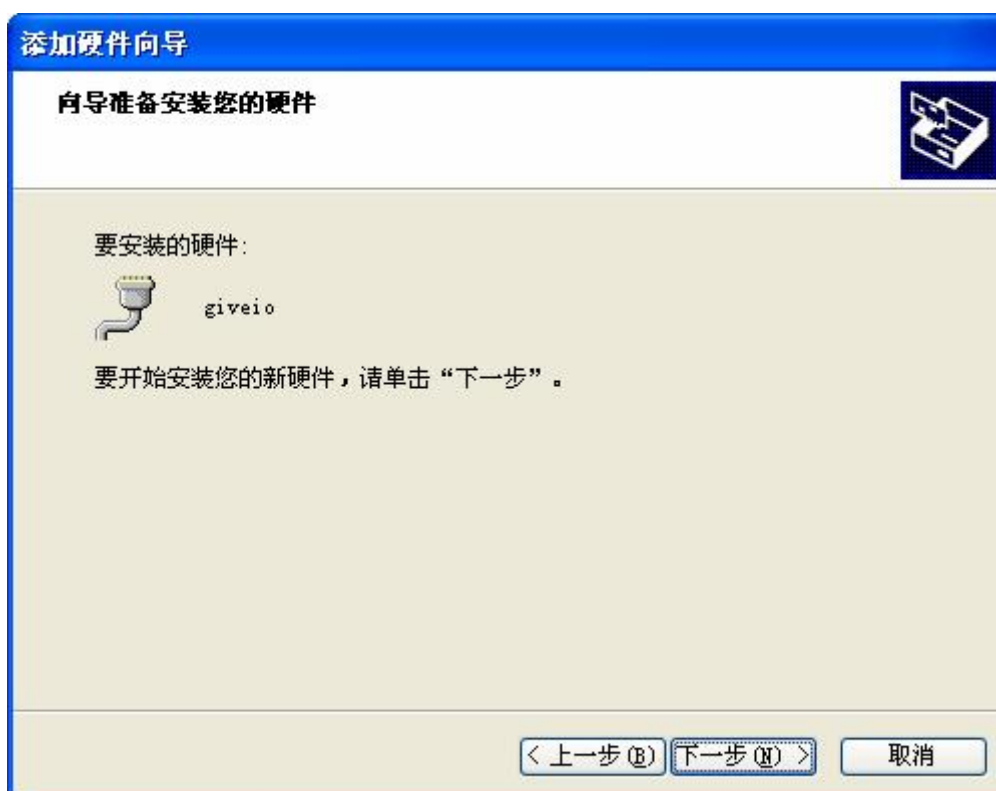 添加硬件向导
向导准备安装您的硬件
要安装的硬件:
giveio
要开始安装您的新硬件，请单击“下一步”。
< 上一步(B) 下一步(N) > 取消